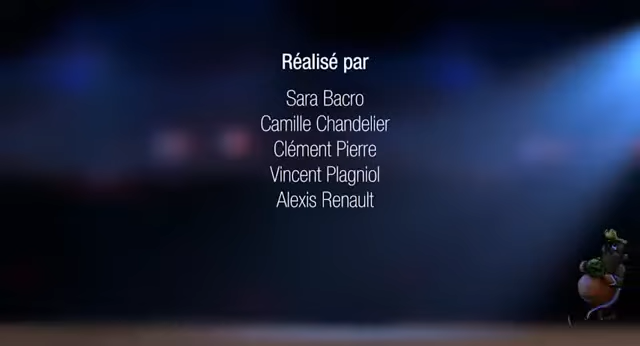 Réalisé par
Sara Bacro
Camille Chandelier
Clément Pierre
Vincent Plagniol
Alexis Renault